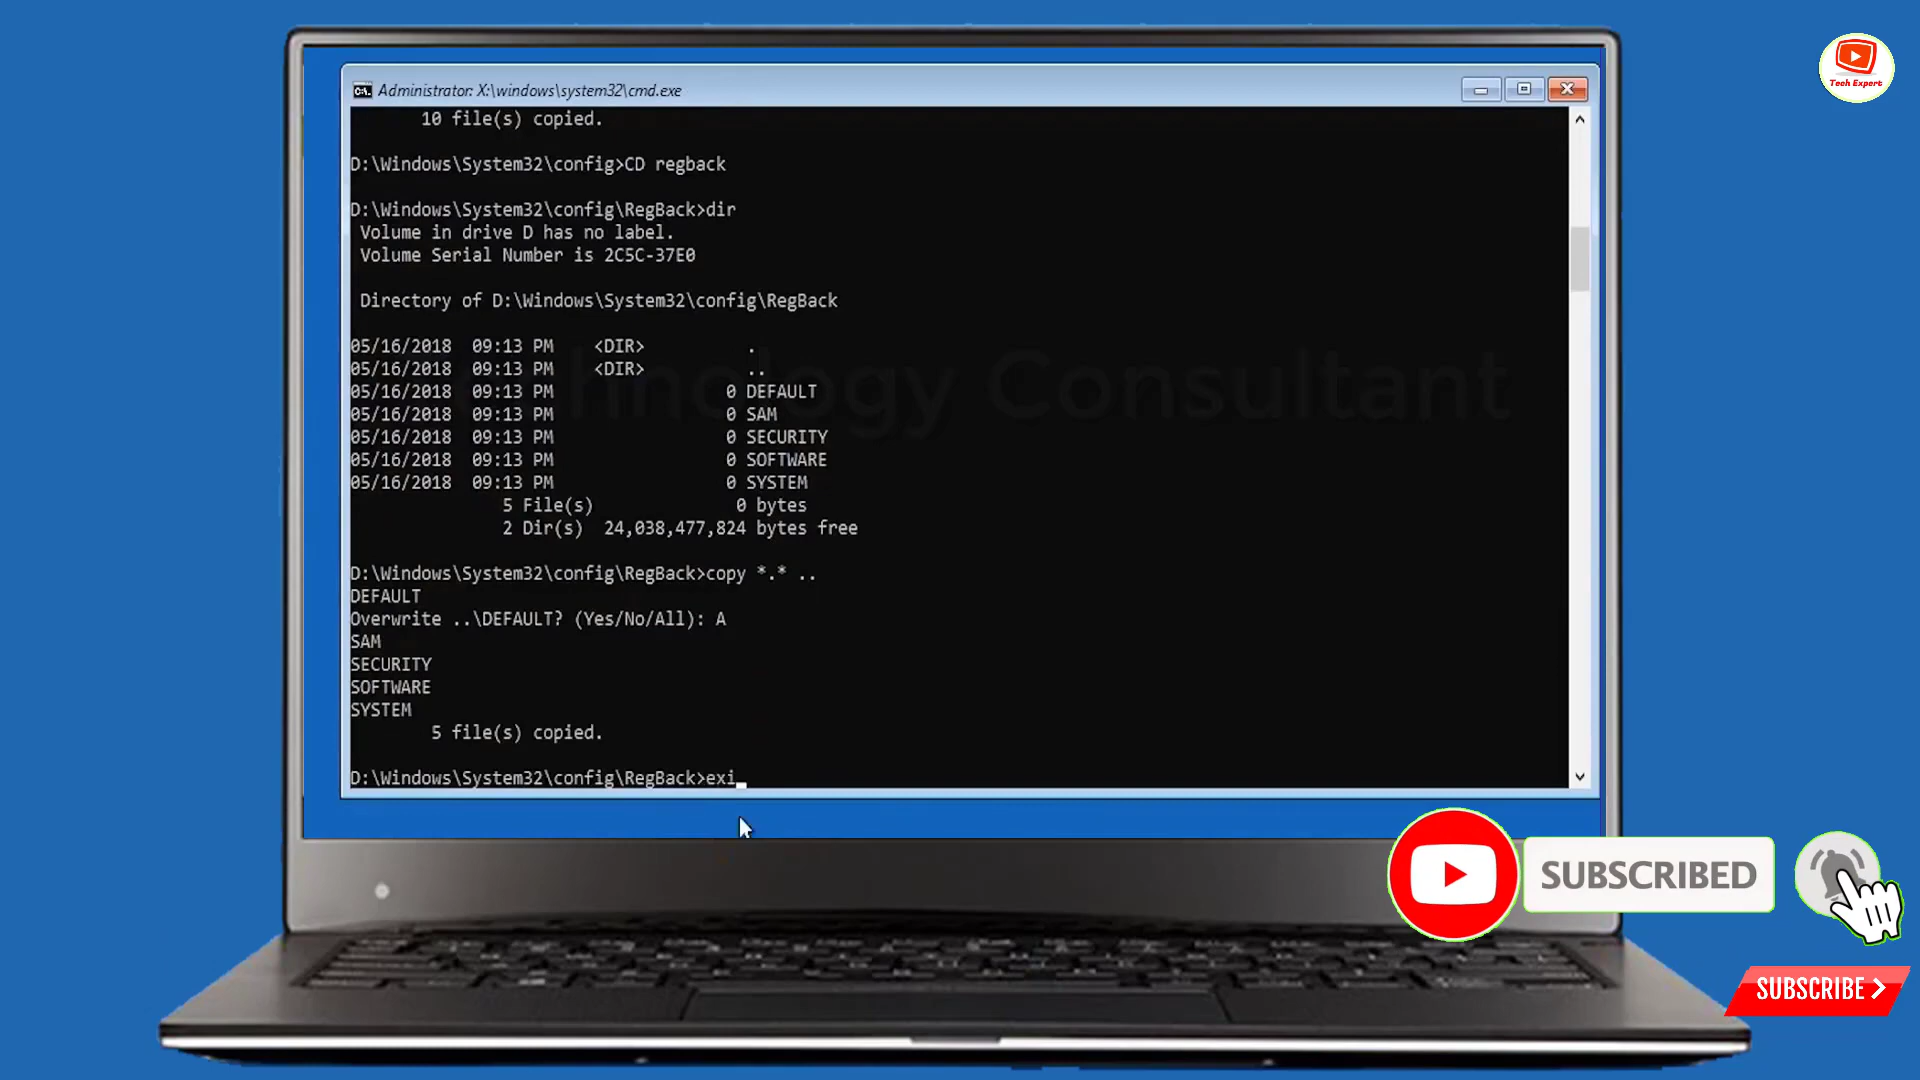 Tech Expert
Administrator: X:\windows\system32\cmd.exe
10 file(s) copied.
D:\Windows\System32\config>CD regback
D:\Windows\System32\config\RegBack>dir
Volume in drive D has no label.
Volume Serial Number is 2C5C-37E0
Directory of D:\Windows\System32\config\RegBack
05/16/2018 09:13 PM <DIR> .
05/16/2018 09:13 PM <DIR> ..
05/16/2018 09:13 PM 0 DEFAULT
05/16/2018 09:13 PM 0 SAM
05/16/2018 09:13 PM 0 SECURITY
05/16/2018 09:13 PM 0 SOFTWARE
05/16/2018 09:13 PM 0 SYSTEM
5 File(s) 0 bytes
2 Dir(s) 24,038,477,824 bytes free
D:\Windows\System32\config\RegBack>copy *.* ..
DEFAULT
Overwrite ..\DEFAULT? (Yes/No/All): A
SAM
SECURITY
SOFTWARE
SYSTEM
5 file(s) copied.
D:\Windows\System32\config\RegBack>exi
hnology Consultant
SUBSCRIBED
SUBSCRIBE